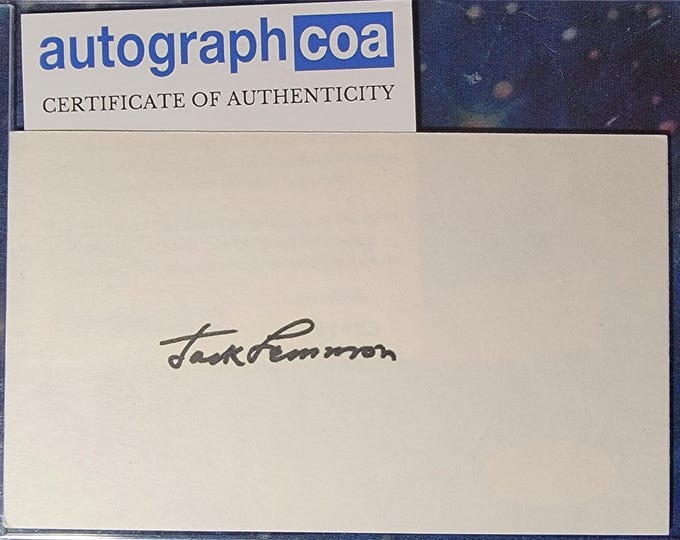 autograph coa
CERTIFICATE OF AUTHENTICITY
Jack Lemmon